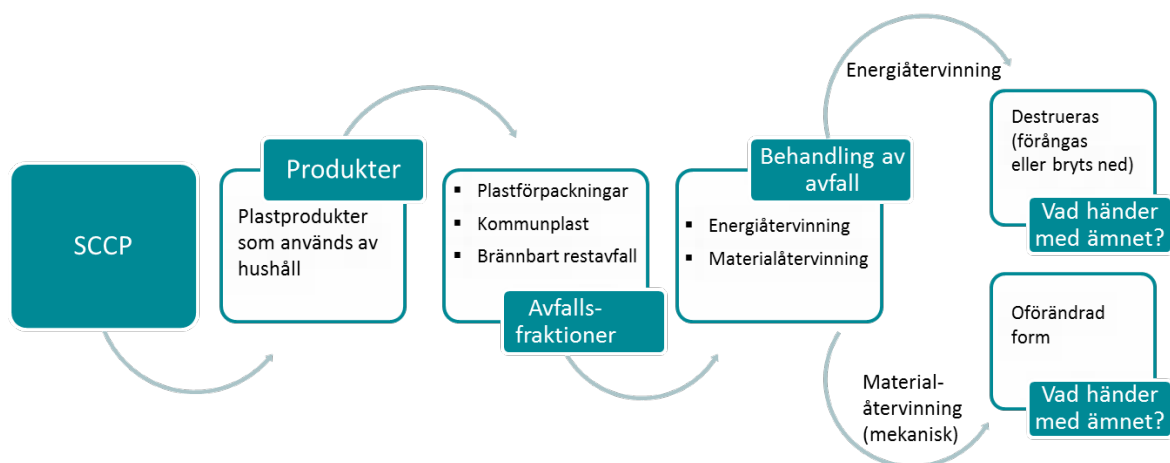 SCCP
Produkter
Plastprodukter
som används av
hushåll
▪ Plastförpackningar
▪ Kommunplast
▪ Brännbart restavfall
Avfalls-
fraktioner
Behandling av
avfall
▪ Energiåtervinning
▪ Materialåtervinning
Energiåtervinning
Destrueras
(förångas
eller bryts ned)
Vad händer
med ämnet?
Material-
återvinning
(mekanisk)
Oförändrad
form
Vad händer
med ämnet?